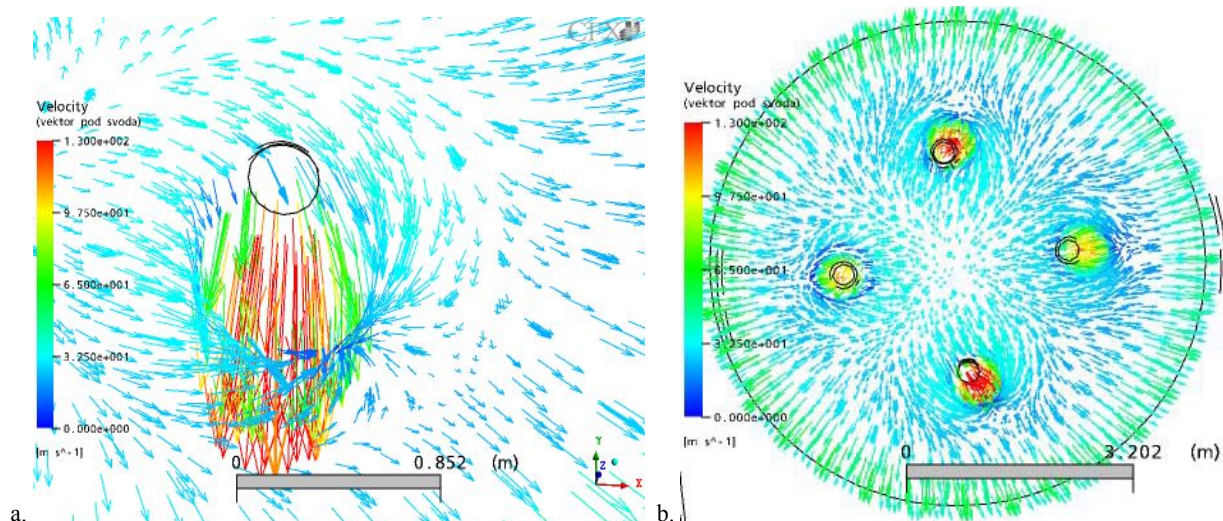 CFX
Velocity
(vektor pod svoda)
1.300e+002
9.750e+001
6.500e+001
3.250e+001
0.000e+000
[m s^-1]
0
0.852
(m)
Y
Z
X
a.
Velocity
(vektor pod svoda)
1.300e+002
9.750e+001
6.500e+001
3.250e+001
0.000e+000
[m s^-1]
0
3.202
(m)
b.